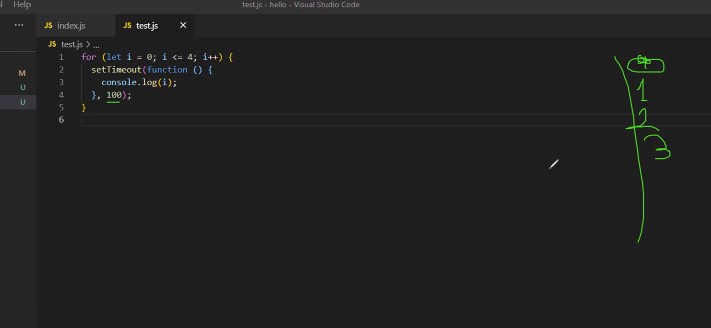 Help
test.js - hello - Visual Studio Code
JS index.js
JS test.js ×
JS test.js > ...
M
U
U
1 for (let i = 0; i <= 4; i++) {
2 setTimeout(function () {
3 console.log(i);
4 }, 100);
5 }
6
1
2
3